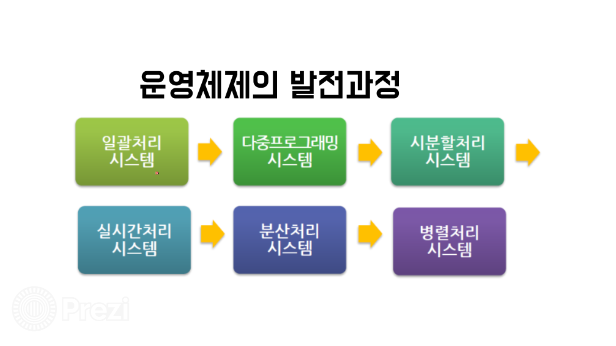 운영체제의 발전과정
일괄처리
시스템
다중프로그래밍
시스템
시분할처리
시스템
실시간처리
시스템
분산처리
시스템
병렬처리
시스템
Prezi